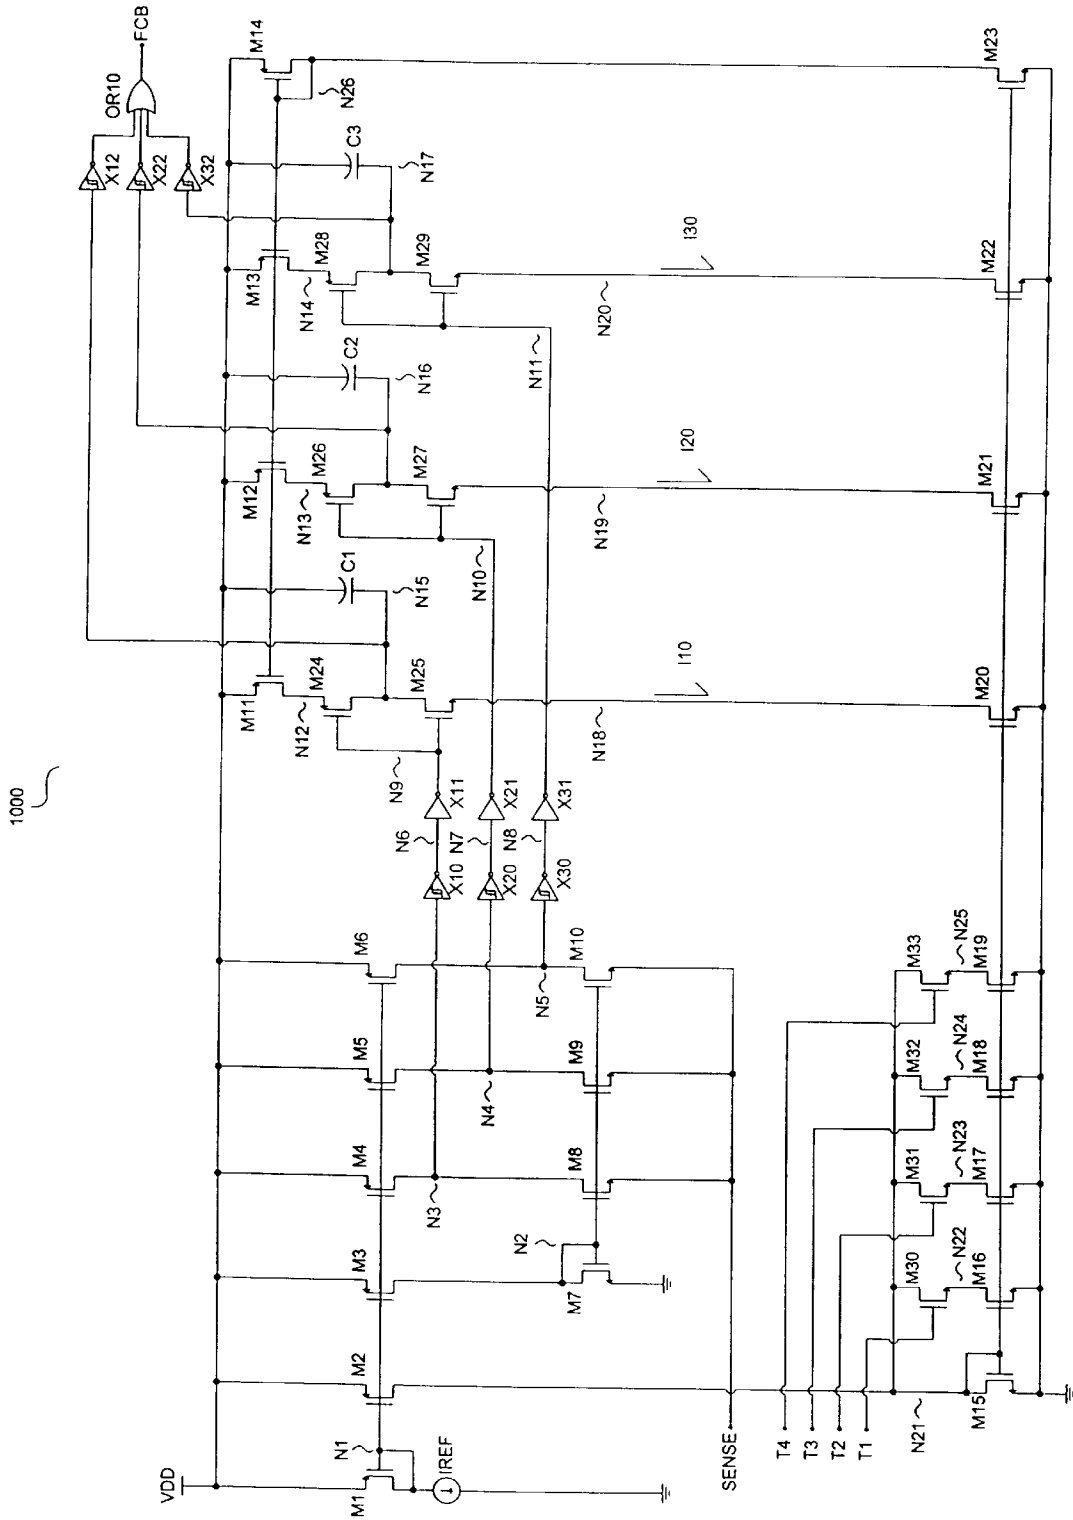 1000
VDD
M1
N1
IREF
M2
M3
M4
M5
M6
N2
M7
N3
M8
N4
M9
N5
M10
SENSE
T4
T3
T2
T1
N21
M15
M30
N22
M16
M31
N23
M17
M32
N24
M18
M33
N25
M19
X10
N6
X11
X20
N7
X21
X30
N8
X31
N9
M11
N12
M24
M25
C1
N15
N18
I10
M20
N10
M12
N13
M26
M27
C2
N16
N19
I20
M21
N11
M13
N14
M28
M29
C3
N17
N20
I30
M22
M14
N26
M23
X12
X22
X32
OR10
FCB